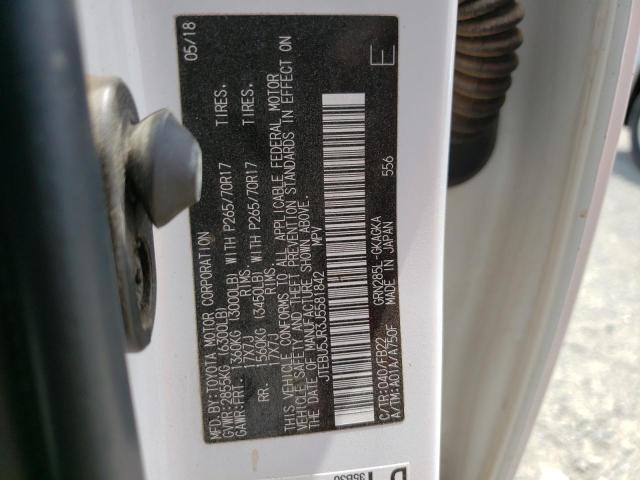 MFD. BY: TOYOTA MOTOR CORPORATION 05/18
GVWR: 2855KG (6300LB)
GAWR: FRT. 1360KG (3000LB) WITH P265/70R17 TIRES.
17X7J RIMS.
RR. 1560KG (3450LB) WITH P265/70R17 TIRES.
17X7J RIMS.
THIS VEHICLE CONFORMS TO ALL APPLICABLE FEDERAL MOTOR
VEHICLE SAFETY AND THEFT PREVENTION STANDARDS IN EFFECT ON
THE DATE OF MANUFACTURE SHOWN ABOVE.
JTEBU5JR3J5581842 MPV E
C/TR: 040/FB22 GRN285L-GKAGKA
A/TM: A01A/A750F MADE IN JAPAN 556
35B30